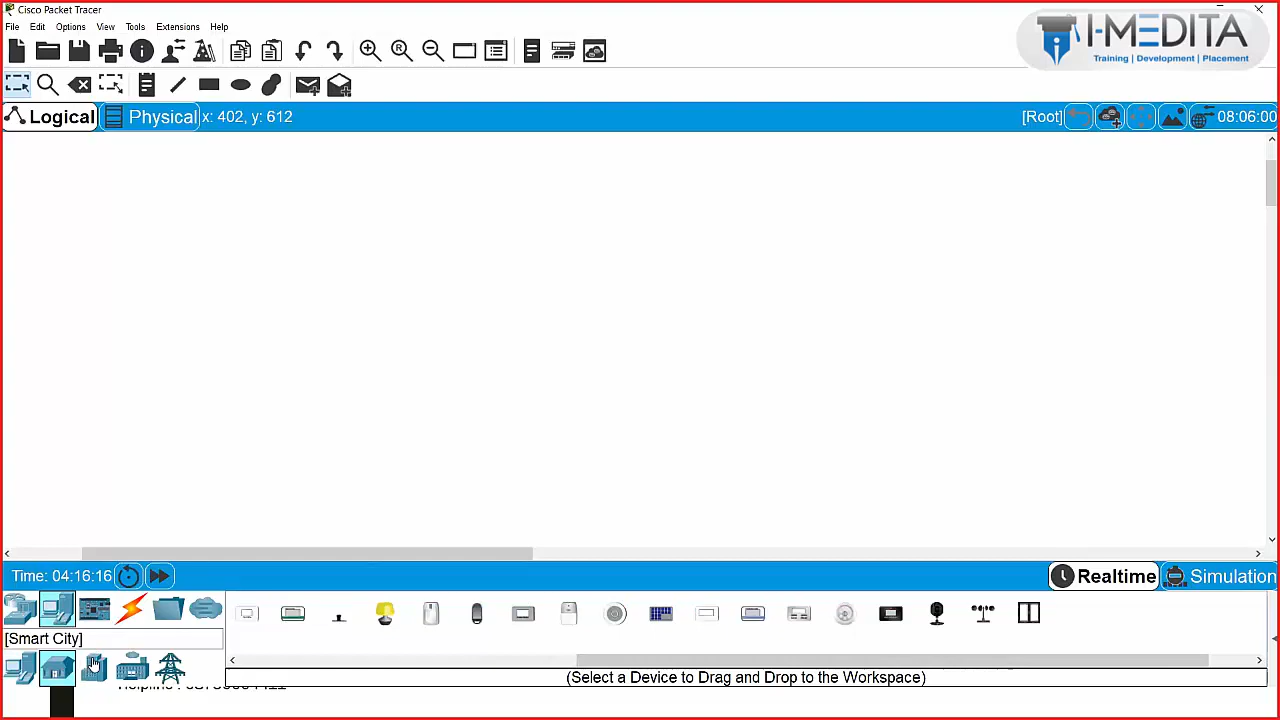 Cisco Packet Tracer
File Edit Options View Tools Extensions Help
I-MEDITA
Training | Development | Placement
Logical Physical x: 402, y: 612 [Root] 08:06:00
Time: 04:16:16 Realtime Simulation
[Smart City]
(Select a Device to Drag and Drop to the Workspace)